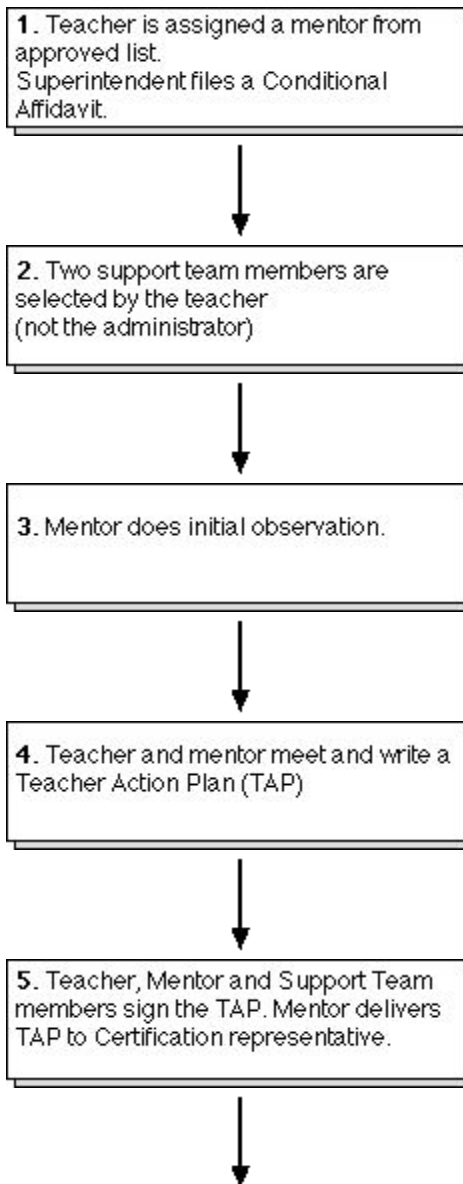 1. Teacher is assigned a mentor from
approved list.
Superintendent files a Conditional
Affidavit.
2. Two support team members are
selected by the teacher
(not the administrator)
3. Mentor does initial observation.
4. Teacher and mentor meet and write a
Teacher Action Plan (TAP)
5. Teacher, Mentor and Support Team
members sign the TAP. Mentor delivers
TAP to Certification representative.